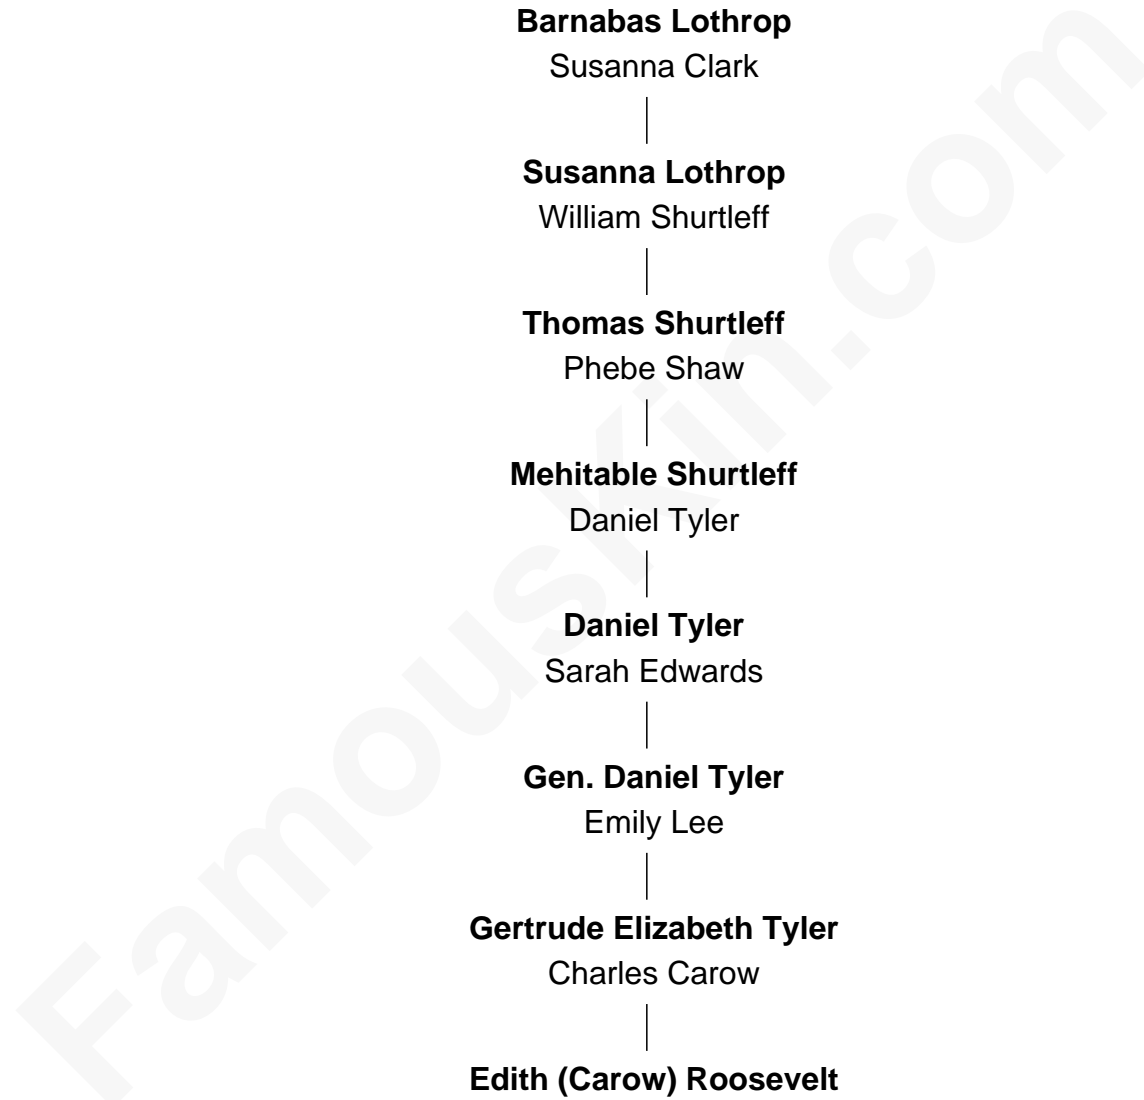 Barnabas Lothrop
Susanna Clark
Susanna Lothrop
William Shurtleff
Thomas Shurtleff
Phebe Shaw
Mehitable Shurtleff
Daniel Tyler
Daniel Tyler
Sarah Edwards
Gen. Daniel Tyler
Emily Lee
Gertrude Elizabeth Tyler
Charles Carow
Edith (Carow) Roosevelt
FamousKin.com